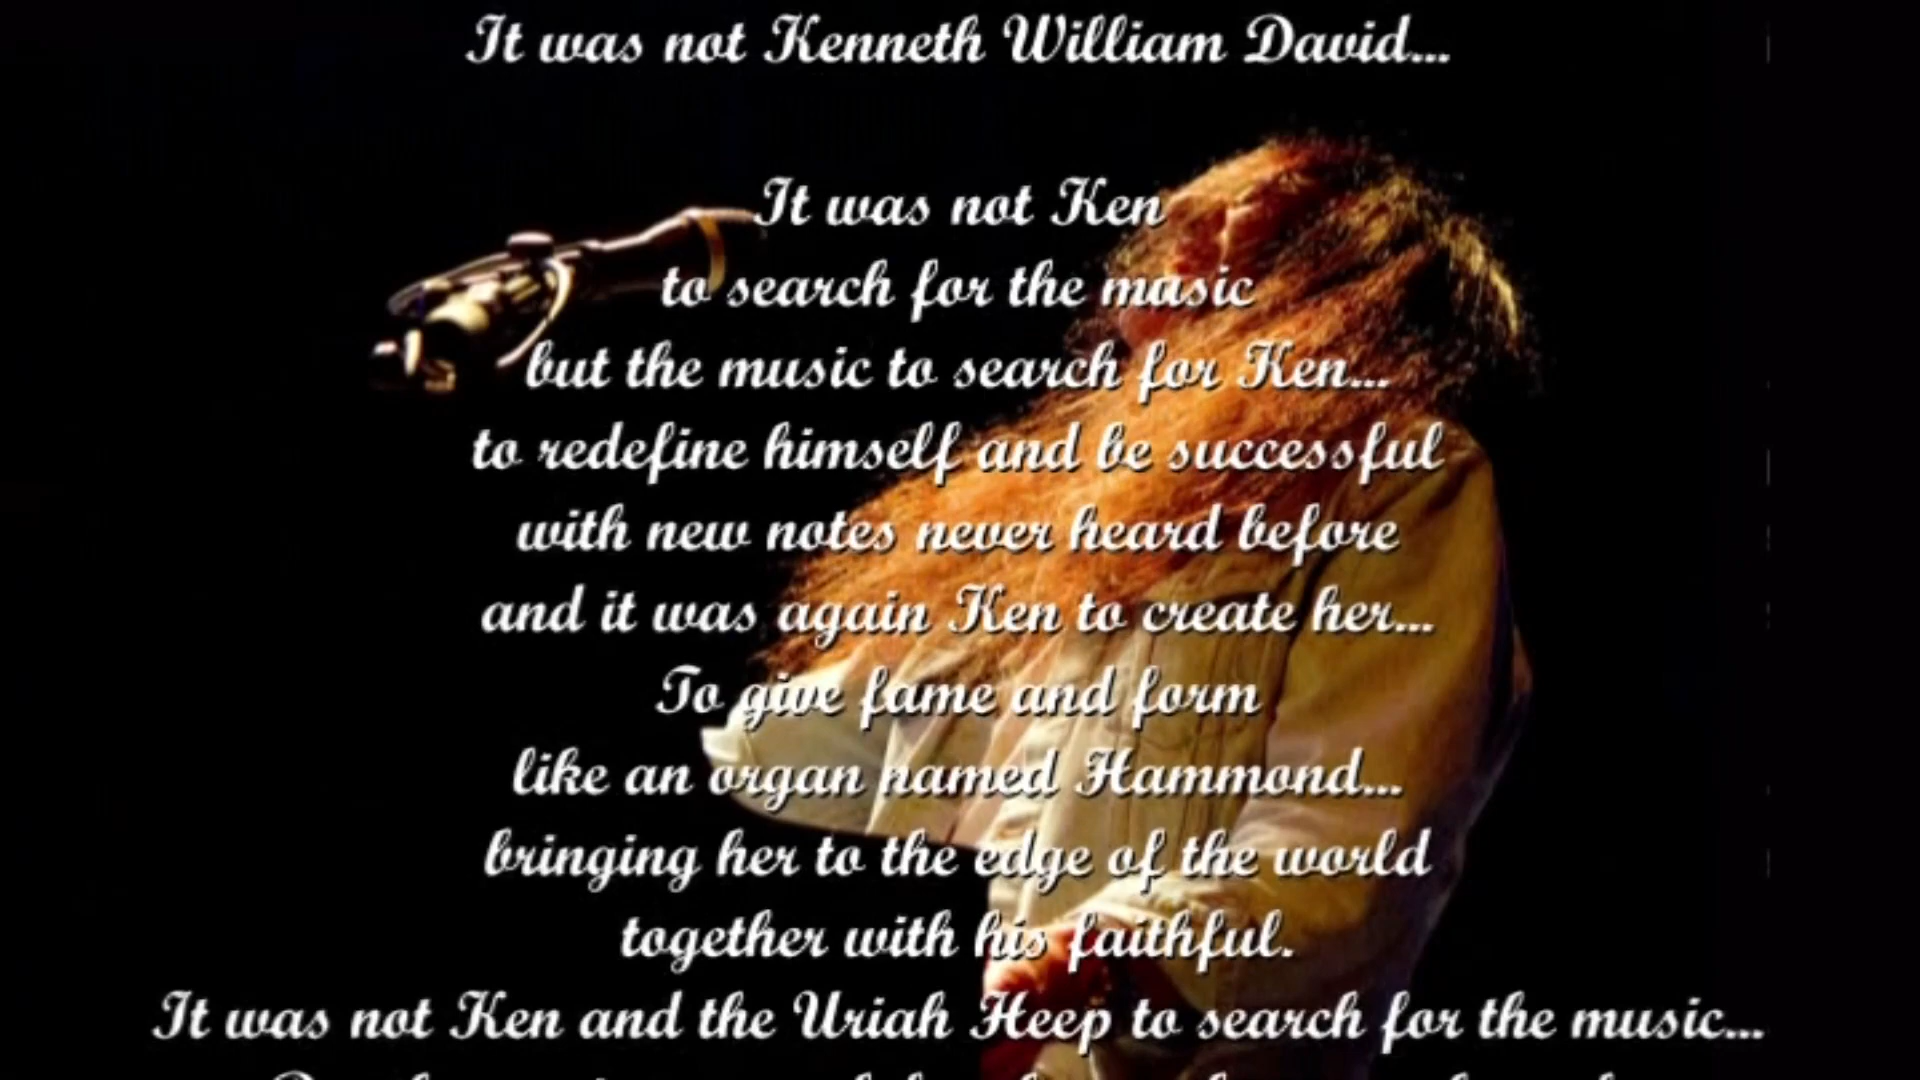 It was not Kenneth William David...
It was not Ken
to search for the music
but the music to search for Ken...
to redefine himself and be successful
with new notes never heard before
and it was again Ken to create her...
To give fame and form
like an organ named Hammond...
bringing her to the edge of the world
together with his faithful.
It was not Ken and the Uriah Heep to search for the music...